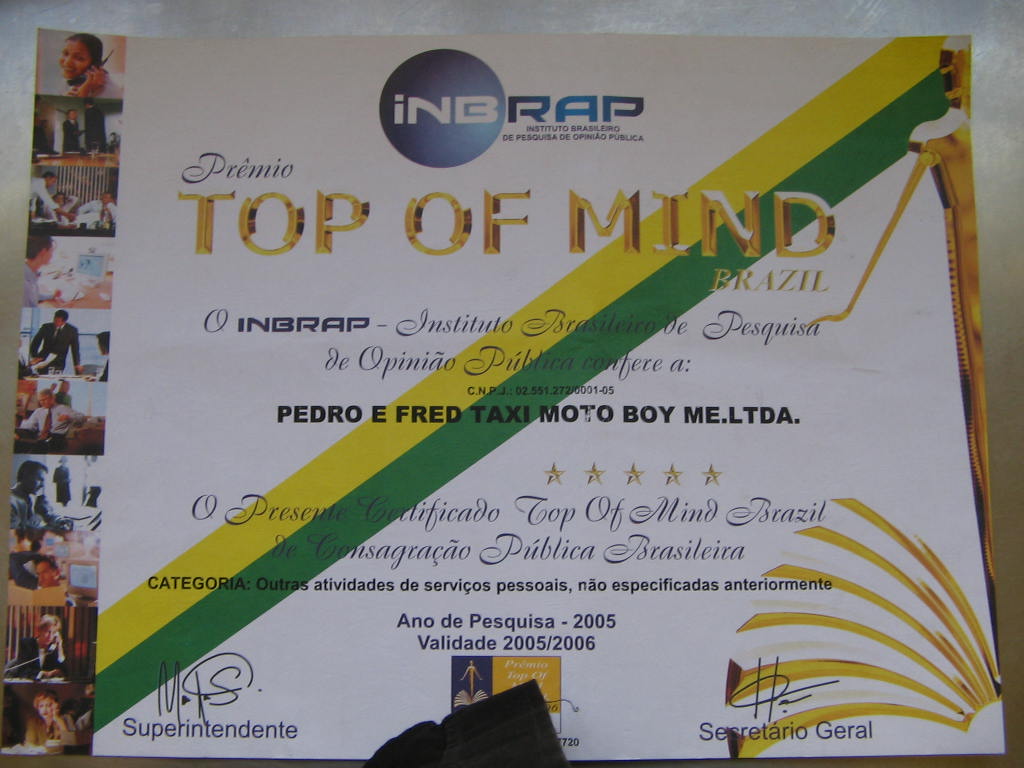 iNBRAP
INSTITUTO BRASILEIRO
DE PESQUISA DE OPINIÃO PÚBLICA
Prêmio
TOP OF MIND
BRAZIL
O INBRAP - Instituto Brasileiro de Pesquisa
de Opinião Pública confere a:
C.N.P.J.: 02.551.272/0001-05
PEDRO E FRED TAXI MOTO BOY ME.LTDA.
O Presente Certificado Top Of Mind Brazil
de Consagração Pública Brasileira
CATEGORIA: Outras atividades de serviços pessoais, não especificadas anteriormente
Ano de Pesquisa - 2005
Validade 2005/2006
Prêmio
Top Of
Superintendente
Secretário Geral
720